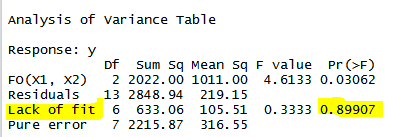 Analysis of Variance Table
Response: y
Df Sum Sq Mean Sq F value Pr(>F)
FO(X1, X2) 2 2022.00 1011.00 4.6133 0.03062
Residuals 13 2848.94 219.15
Lack of fit 6 633.06 105.51 0.3333 0.89907
Pure error 7 2215.87 316.55